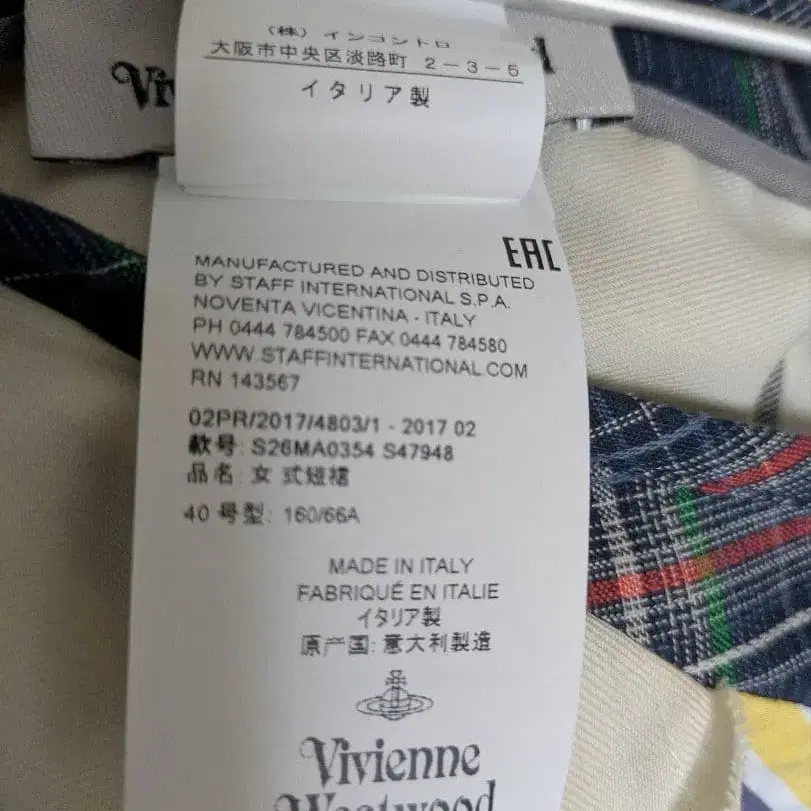 （株）インコントロ
大阪市中央区淡路町 2-3-5
イタリア製
Vi
EAC
MANUFACTURED AND DISTRIBUTED
BY STAFF INTERNATIONAL S.P.A.
NOVENTA VICENTINA - ITALY
PH 0444 784500 FAX 0444 784580
WWW.STAFFINTERNATIONAL.COM
RN 143567
02PR/2017/4803/1 - 2017 02
款号: S26MA0354 S47948
品名: 女 式短裙
40 号型: 160/66A
MADE IN ITALY
FABRIQUÉ EN ITALIE
イタリア製
原产国: 意大利製造
Vivienne
Westwood